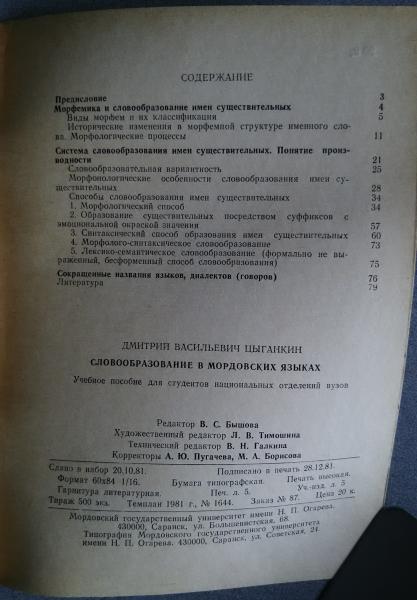 СОДЕРЖАНИЕ
Предисловие 3
Морфемика и словообразование имен существительных 4
Виды морфем и их классификация 5
Исторические изменения в морфемной структуре именного сло-
ва. Морфологические процессы 11
Система словообразования имен существительных. Понятие произ-
водности 21
Словообразовательная вариантность 25
Морфонологические особенности словообразования имен су-
ществительных 28
Способы словообразования имен существительных 34
1. Морфологический способ 34
2. Образование существительных посредством суффиксов с
эмоциональной окраской значения 57
3. Синтаксический способ образования имен существительных 60
4. Морфолого-синтаксическое словообразование 73
5. Лексико-семантическое словообразование (формально не вы-
раженный, бесформенный способ словообразования) 75
Сокращенные названия языков, диалектов (говоров) 76
Литература 79
ДМИТРИЙ ВАСИЛЬЕВИЧ ЦЫГАНКИН
СЛОВООБРАЗОВАНИЕ В МОРДОВСКИХ ЯЗЫКАХ
Учебное пособие для студентов национальных отделений вузов
Редактор В. С. Бышова
Художественный редактор Л. В. Тимошина
Технический редактор В. Н. Галкина
Корректоры А. Ю. Пугачева, М. А. Борисова
Сдано в набор 20.10.81. Подписано в печать 28.12.81.
Формат 60х84 1/16. Бумага типографская. Печать высокая.
Гарнитура литературная. Печ. л. 5. Уч.-изд. л. 5
Тираж 500 экз. Темплан 1981 г., № 1644. Заказ № 87. Цена 20 к.
Мордовский государственный университет имени Н. П. Огарева.
430000, Саранск, ул. Большевистская, 68.
Типография Мордовского государственного университета
имени Н. П. Огарева. 430000, Саранск, ул. Советская, 24.